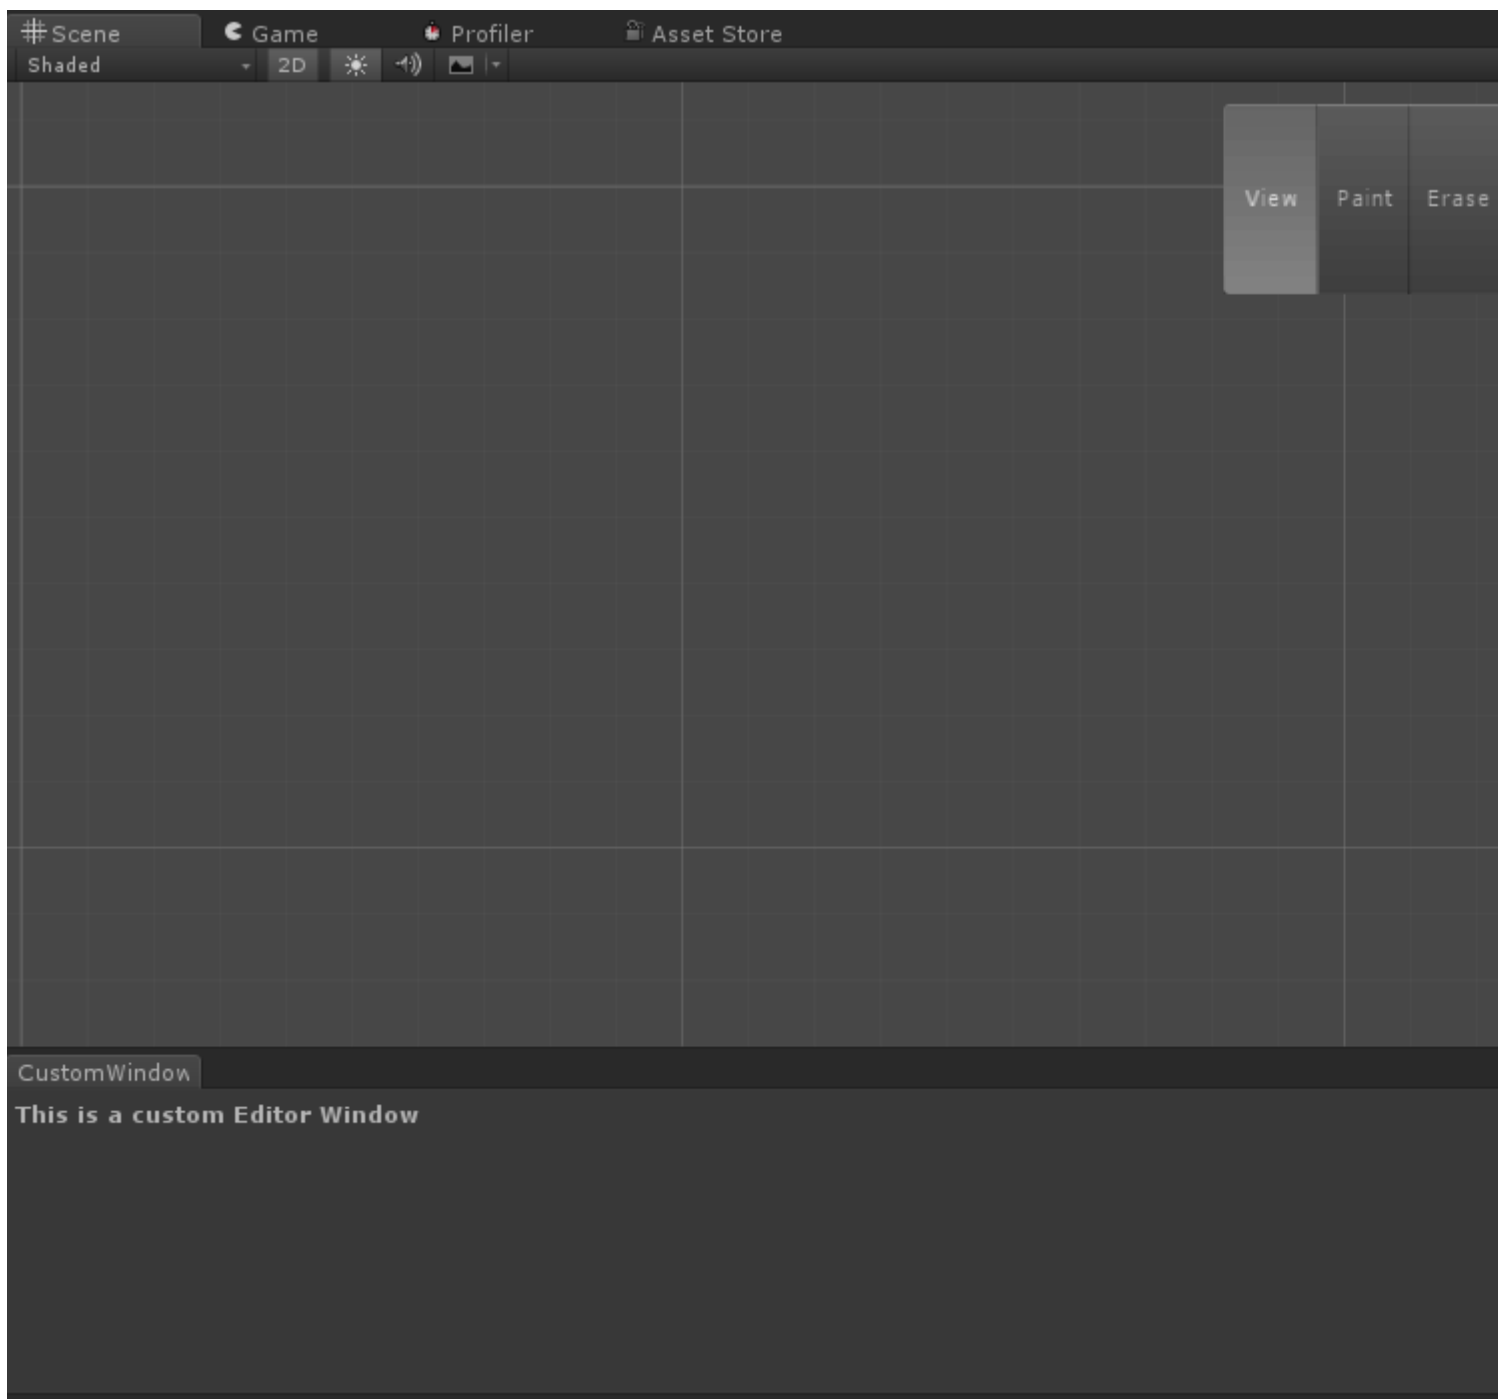 Scene Game Profiler Asset Store
Shaded 2D
View Paint Erase
CustomWindow
This is a custom Editor Window